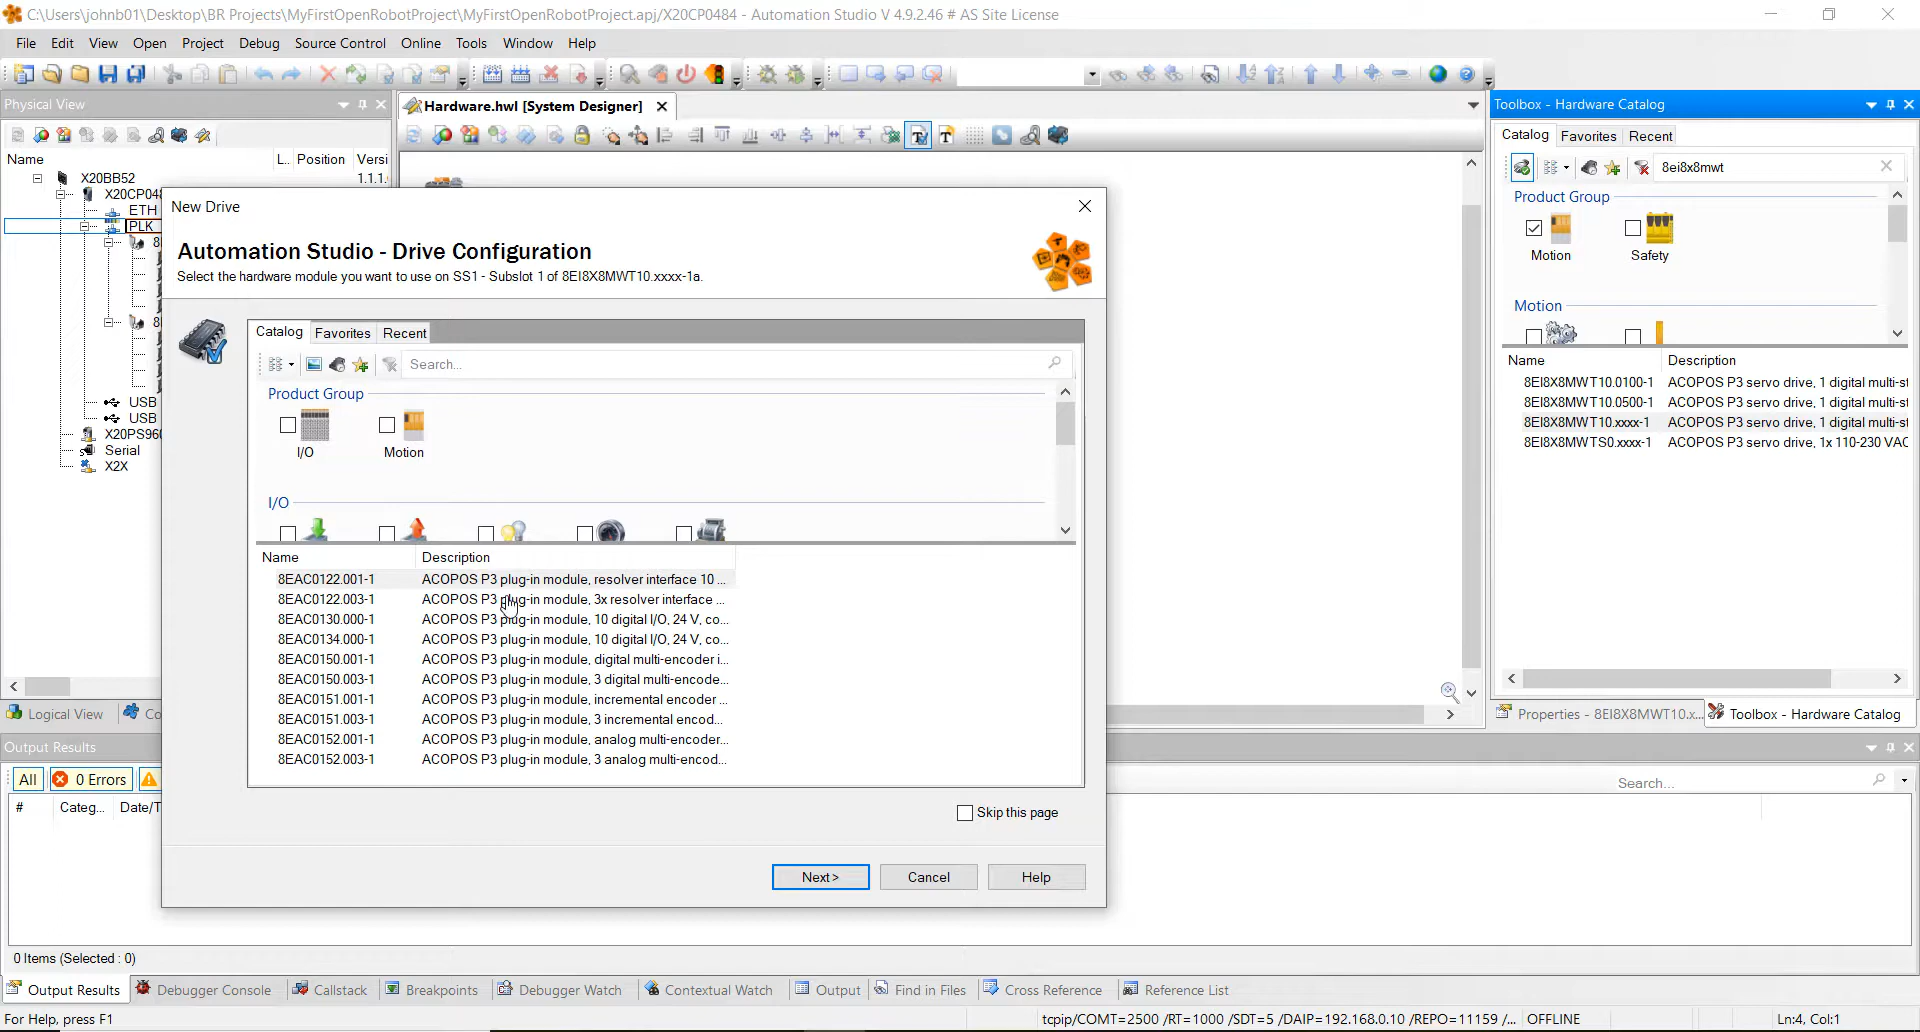 C:\Users\johnb01\Desktop\BR Projects\MyFirstOpenRobotProject\MyFirstOpenRobotProject.apj/X20CP0484 - Automation Studio V 4.9.2.46 # AS Site License
File Edit View Open Project Debug Source Control Online Tools Window Help
Physical View
Hardware.hwl [System Designer]
Toolbox - Hardware Catalog
Catalog Favorites Recent
8ei8x8mwt
Name L.. Position Versi
X20BB52 1.1.1.
X20CP048
ETH
PLK
8
8
USB
USB
X20PS960
Serial
X2X
New Drive
Automation Studio - Drive Configuration
Select the hardware module you want to use on SS1 - Subslot 1 of 8EI8X8MWT10.xxxx-1a.
Catalog Favorites Recent
Search...
Product Group
I/O Motion
I/O
Name Description
8EAC0122.001-1 ACOPOS P3 plug-in module, resolver interface 10 ...
8EAC0122.003-1 ACOPOS P3 plug-in module, 3x resolver interface ...
8EAC0130.000-1 ACOPOS P3 plug-in module, 10 digital I/O, 24 V, co...
8EAC0134.000-1 ACOPOS P3 plug-in module, 10 digital I/O, 24 V, co...
8EAC0150.001-1 ACOPOS P3 plug-in module, digital multi-encoder i...
8EAC0150.003-1 ACOPOS P3 plug-in module, 3 digital multi-encode...
8EAC0151.001-1 ACOPOS P3 plug-in module, incremental encoder ...
8EAC0151.003-1 ACOPOS P3 plug-in module, 3 incremental encod...
8EAC0152.001-1 ACOPOS P3 plug-in module, analog multi-encoder...
8EAC0152.003-1 ACOPOS P3 plug-in module, 3 analog multi-encod...
Skip this page
Next > Cancel Help
Product Group
Motion Safety
Motion
Name Description
8EI8X8MWT10.0100-1 ACOPOS P3 servo drive, 1 digital multi-st
8EI8X8MWT10.0500-1 ACOPOS P3 servo drive, 1 digital multi-st
8EI8X8MWT10.xxxx-1 ACOPOS P3 servo drive, 1 digital multi-st
8EI8X8MWTS0.xxxx-1 ACOPOS P3 servo drive, 1x 110-230 VAC
Logical View Co
Properties - 8EI8X8MWT10.x... Toolbox - Hardware Catalog
Output Results
All 0 Errors
Search...
# Categ... Date/T
0 Items (Selected : 0)
Output Results Debugger Console Callstack Breakpoints Debugger Watch Contextual Watch Output Find in Files Cross Reference Reference List
For Help, press F1 tcpip/COMT=2500 /RT=1000 /SDT=5 /DAIP=192.168.0.10 /REPO=11159 /... OFFLINE Ln:4, Col:1